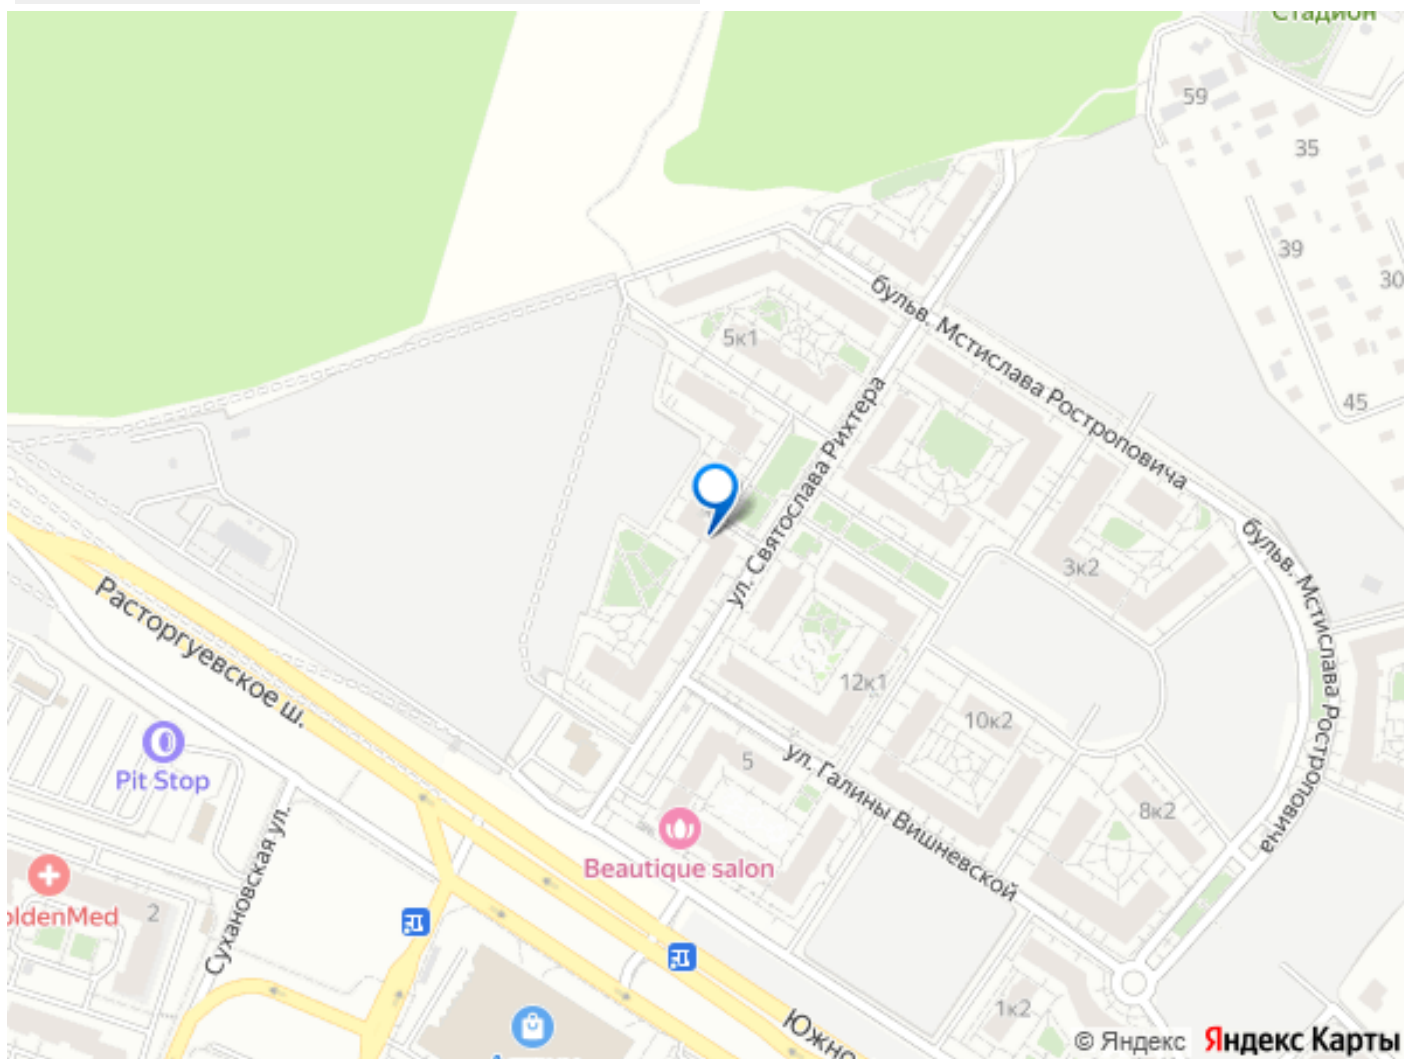 Стадион
59
35
39
30
45
бульв. Мстислава Ростроповича
5к1
ул. Святослава Рихтера
бульв. Мстислава Ростроповича
3к2
Расторгуевское ш.
12к1
10к2
Pit Stop
5
ул. Галины Вишневской
8к2
Beautique salon
Сухановская ул.
oldenMed
2
1к2
Южно
© Яндекс Яндекс Карты